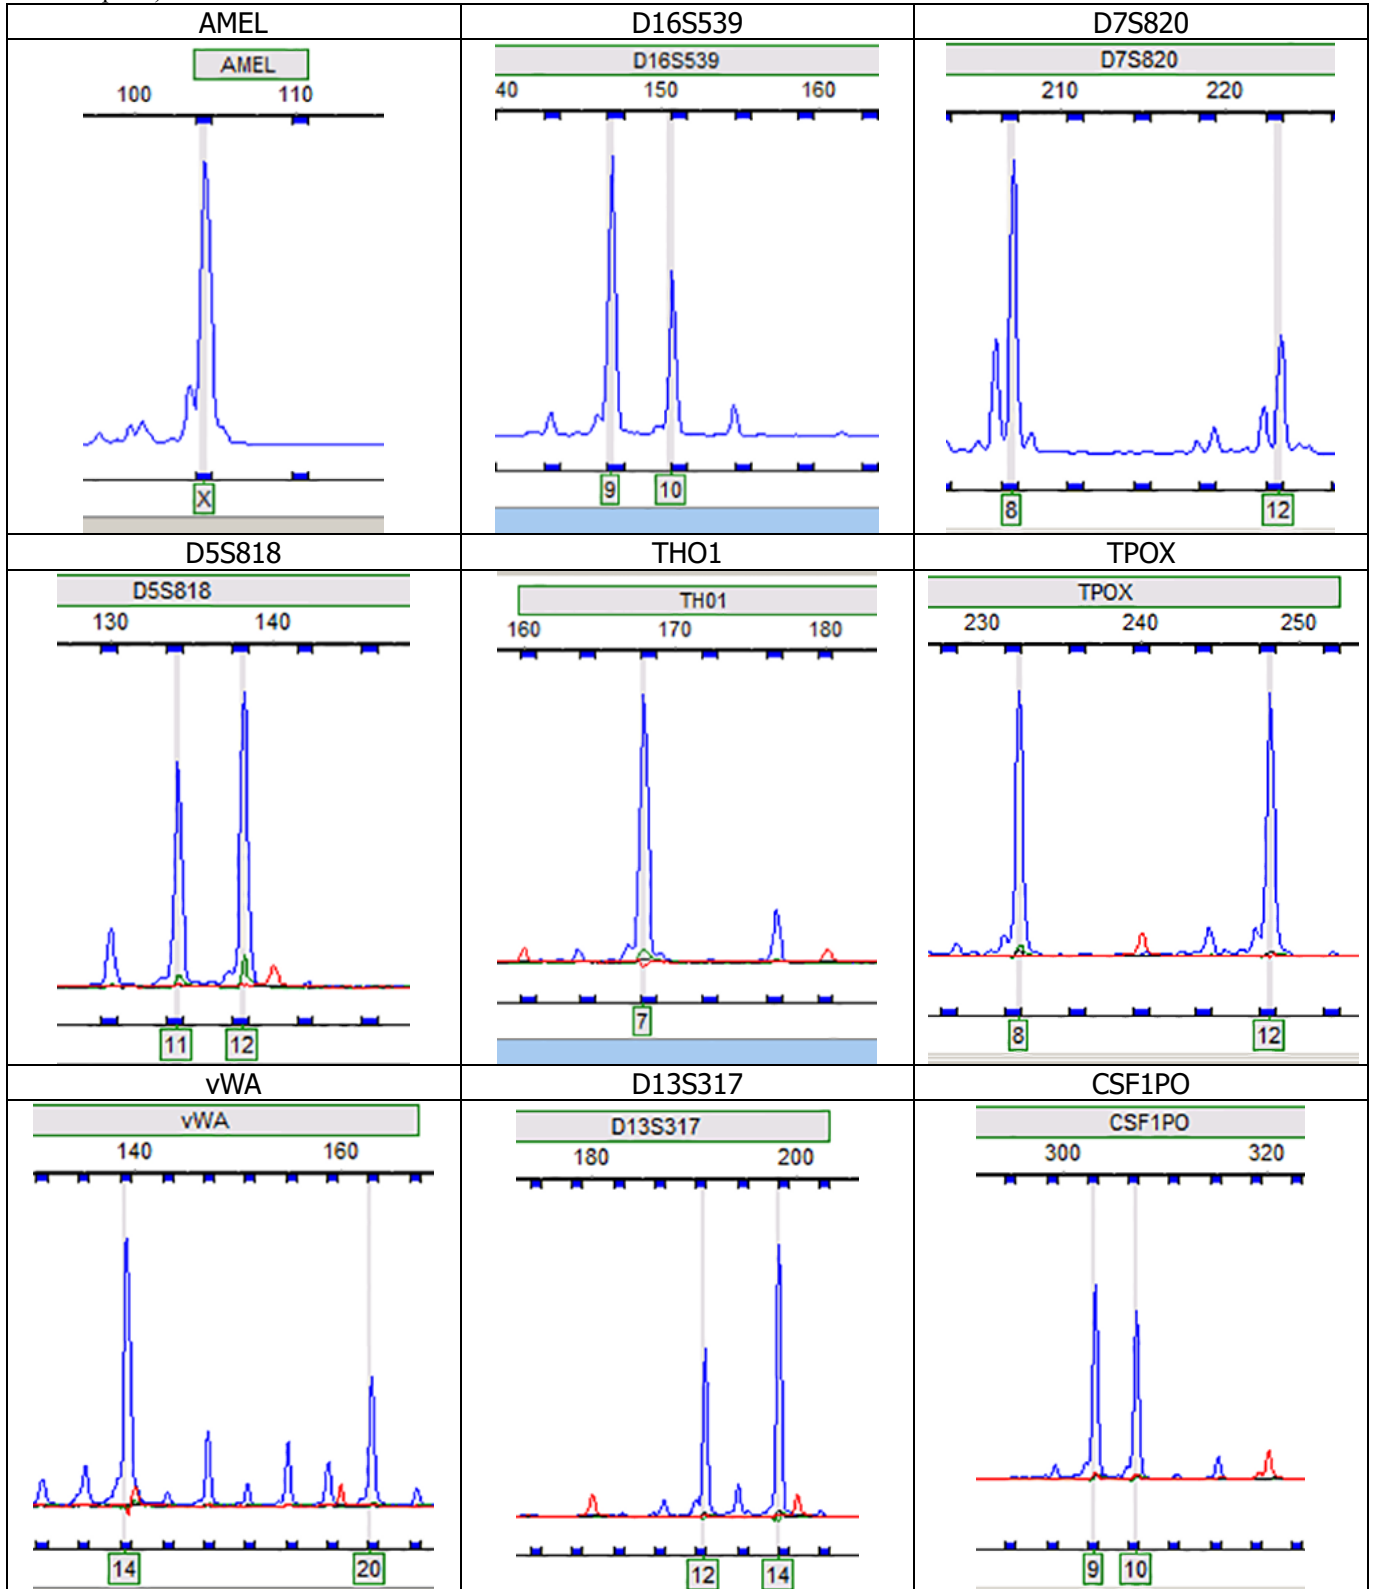 AMEL D16S539 D7S820
AMEL D16S539 D7S820
100 110 40 150 160 210 220
X 9 10 8 12
D5S818 THO1 TPOX
D5S818 TH01 TPOX
130 140 160 170 180 230 240 250
11 12 7 8 12
vWA D13S317 CSF1PO
vWA D13S317 CSF1PO
140 160 180 200 300 320
14 20 12 14 9 10